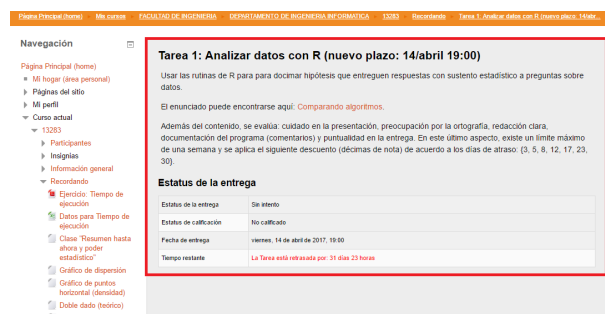 Página Principal (home) Mis cursos FACULTAD DE INGENIERIA DEPARTAMENTO DE INGENIERIA INFORMATICA 13283 Recordando Tarea 1: Analizar datos con R (nuevo plazo: 14/abr...
Navegación
Página Principal (home)
Mi hogar (área personal)
Páginas del sitio
Mi perfil
Curso actual
13283
Participantes
Insignias
Información general
Recordando
Ejercicio: Tiempo de
ejecución
Datos para Tiempo de
ejecución
Clase "Resumen hasta
ahora y poder
estadístico"
Gráfico de dispersión
Gráfico de puntos
horizontal (densidad)
Doble dado (teórico)
Tarea 1: Analizar datos con R (nuevo plazo: 14/abril 19:00)
Usar las rutinas de R para para docimar hipótesis que entreguen respuestas con sustento estadístico a preguntas sobre
datos.
El enunciado puede encontrarse aquí: Comparando algoritmos.
Además del contenido, se evalúa: cuidado en la presentación, preocupación por la ortografía, redacción clara,
documentación del programa (comentarios) y puntualidad en la entrega. En este último aspecto, existe un límite máximo
de una semana y se aplica el siguiente descuento (décimas de nota) de acuerdo a los días de atraso: {3, 5, 8, 12, 17, 23,
30}.
Estatus de la entrega
Estatus de la entrega Sin intento
Estatus de calificación No calificado
Fecha de entrega viernes, 14 de abril de 2017, 19:00
Tiempo restante La Tarea está retrasada por: 31 días 23 horas